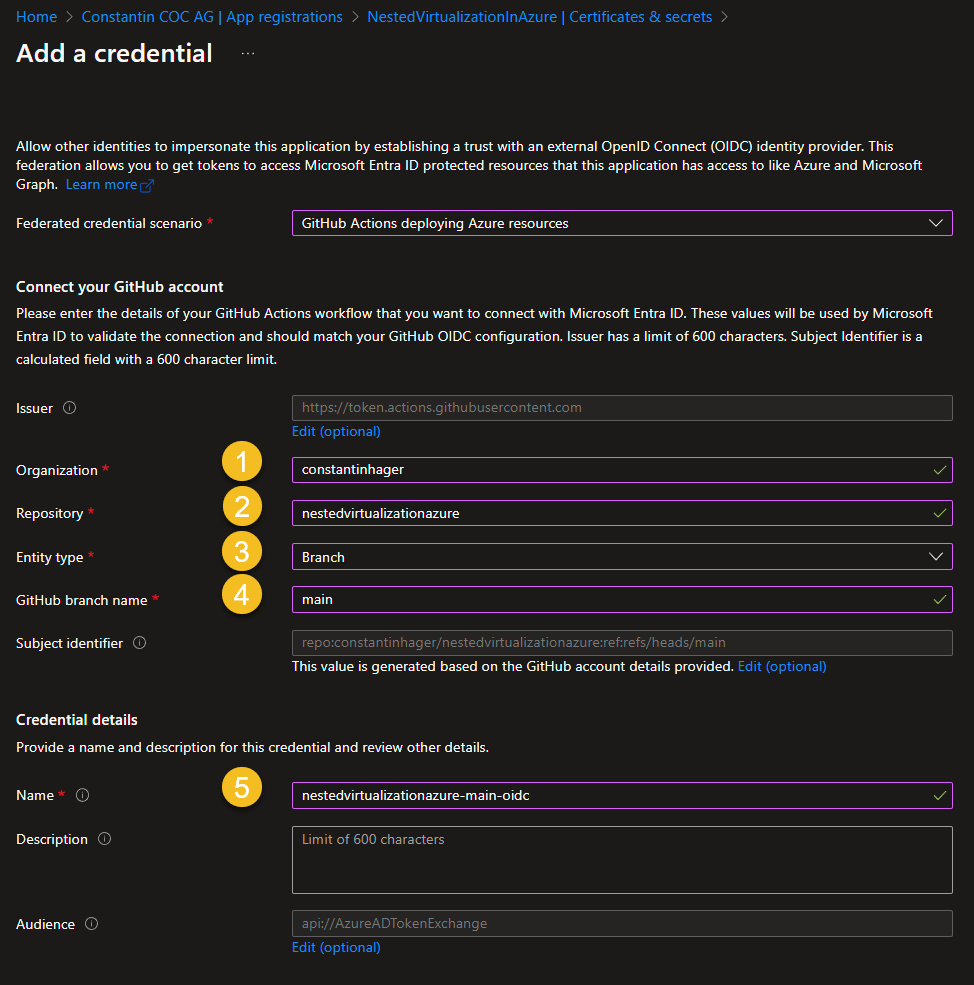 Home > Constantin COC AG | App registrations > NestedVirtualizationInAzure | Certificates & secrets >
Add a credential ...
Allow other identities to impersonate this application by establishing a trust with an external OpenID Connect (OIDC) identity provider. This
federation allows you to get tokens to access Microsoft Entra ID protected resources that this application has access to like Azure and Microsoft
Graph. Learn more
Federated credential scenario * GitHub Actions deploying Azure resources
Connect your GitHub account
Please enter the details of your GitHub Actions workflow that you want to connect with Microsoft Entra ID. These values will be used by Microsoft
Entra ID to validate the connection and should match your GitHub OIDC configuration. Issuer has a limit of 600 characters. Subject Identifier is a
calculated field with a 600 character limit.
Issuer https://token.actions.githubusercontent.com
Edit (optional)
Organization * 1 constantinhager
Repository * 2 nestedvirtualizationazure
Entity type * 3 Branch
GitHub branch name * 4 main
Subject identifier repo:constantinhager/nestedvirtualizationazure:ref:refs/heads/main
This value is generated based on the GitHub account details provided. Edit (optional)
Credential details
Provide a name and description for this credential and review other details.
Name * 5 nestedvirtualizationazure-main-oidc
Description Limit of 600 characters
Audience api://AzureADTokenExchange
Edit (optional)